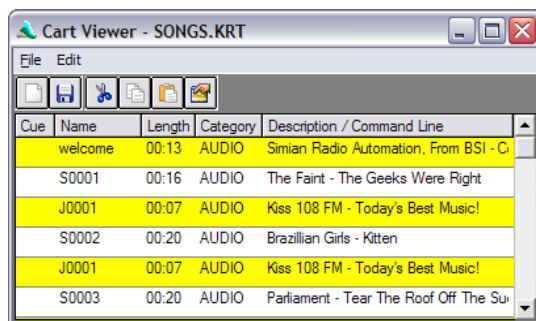 Cart Viewer - SONGS.KRT
File Edit
Cue Name Length Category Description / Command Line
welcome 00:13 AUDIO Simian Radio Automation, From BSI -
S0001 00:16 AUDIO The Faint - The Geeks Were Right
J0001 00:07 AUDIO Kiss 108 FM - Today's Best Music!
S0002 00:20 AUDIO Brazillian Girls - Kitten
J0001 00:07 AUDIO Kiss 108 FM - Today's Best Music!
S0003 00:20 AUDIO Parliament - Tear The Roof Off The